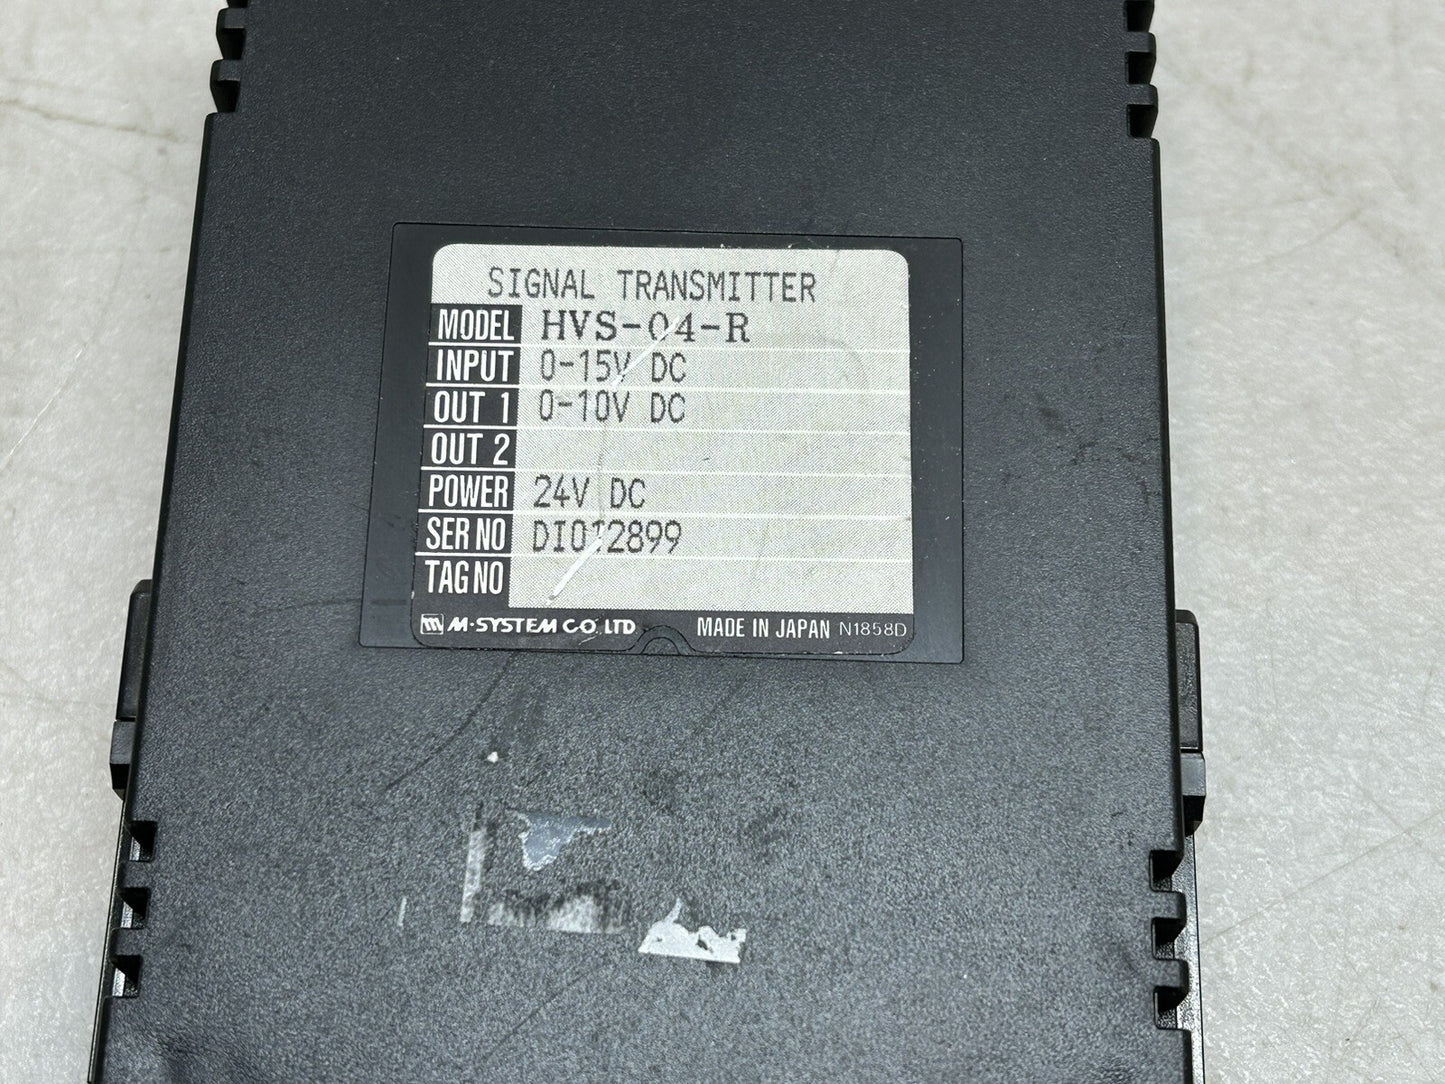 SIGNAL TRANSMITTER
MODEL HVS-04-R
INPUT 0-15V DC
OUT 1 0-10V DC
OUT 2
POWER 24V DC
SER NO DI012899
TAG NO
M-SYSTEM CO LTD MADE IN JAPAN N1858D